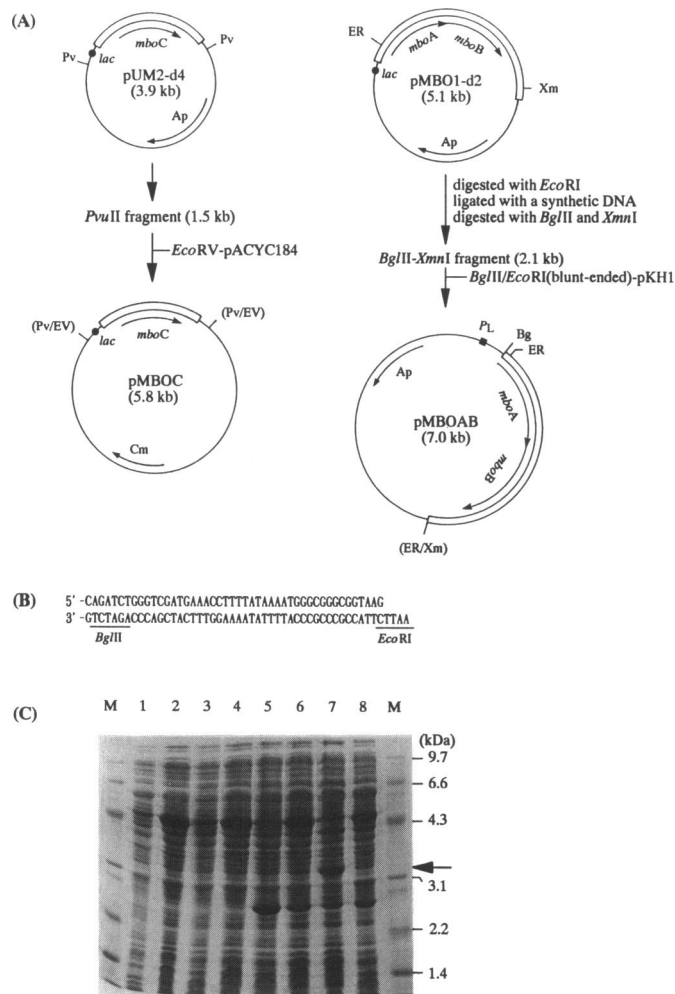 (A)
mboC
Pv
Pv
lac
pUM2-d4
(3.9 kb)
Ap
PvuII fragment (1.5 kb)
EcoRV-pACYC184
(Pv/EV)
(Pv/EV)
lac
mboC
pMBOC
(5.8 kb)
Cm
ER
mboA
mboB
lac
pMBO1-d2
(5.1 kb)
Xm
Ap
digested with EcoRI
ligated with a synthetic DNA
digested with BglII and XmnI
BglII-XmnI fragment (2.1 kb)
BglII/EcoRI(blunt-ended)-pKH1
PL
Bg
ER
Ap
mboA
pMBOAB
(7.0 kb)
mboB
(ER/Xm)
(B)
5' -CAGATCTGGGTCGATGAAACCTTTTATAAAATGGGCGGGCGGTAAG
3' -GTCTAGACCCAGCTACTTTGGAAAATATTTTACCCGCCCGCCATTCTTAA
BglII EcoRI
(C)
M 1 2 3 4 5 6 7 8 M
(kDa)
9.7
6.6
4.3
3.1
2.2
1.4